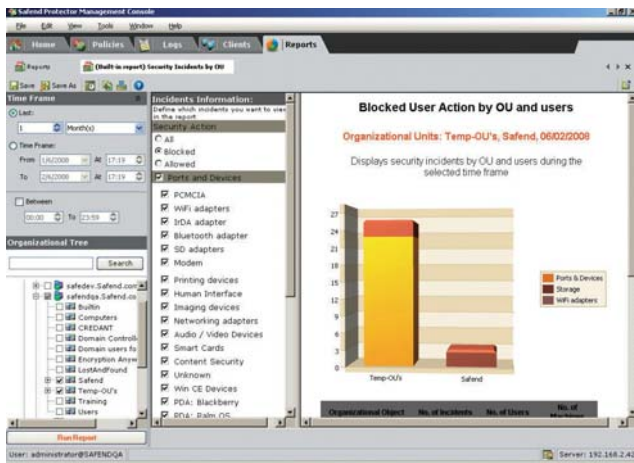 Safend Protector Management Console
File Edit View Tools Window Help
Home Policies Logs Clients Reports
Reports (Built-in report) Security Incidents by OU
Save Save As
Time Frame
Last:
1 Month(s)
Time Frame:
From 1/6/2008 At 17:19
To 2/6/2008 At 17:19
Between
00:00 To 23:59
Organizational Tree
Search
safedev.Safend.com
safendqa.Safend.co
Builtin
Computers
CREDANT
Domain Controll
Domain users fo
Encryption Anyw
LostAndFound
Safend
Temp-OU's
Training
Users
Run Report
Incidents Information:
Define which incidents you want to view
in the report
Security Action
All
Blocked
Allowed
Ports and Devices
PCMCIA
WiFi adapters
IrDA adapter
Bluetooth adapter
SD adapters
Modem
Printing devices
Human Interface
Imaging devices
Networking adapters
Audio / Video Devices
Smart Cards
Content Security
Unknown
Win CE Devices
PDA: Blackberry
PDA: Palm OS
Blocked User Action by OU and users
Organizational Units: Temp-OU's, Safend, 06/02/2008
Displays security incidents by OU and users during the
selected time frame
27
24
21
18
15
12
9
6
3
0
Temp-OU's Safend
Ports & Devices
Storage
WiFi adapters
Organizational Object No. of Incidents No. of Users No. of
Machines
User: administrator@SAFENDQA Server: 192.168.2.42